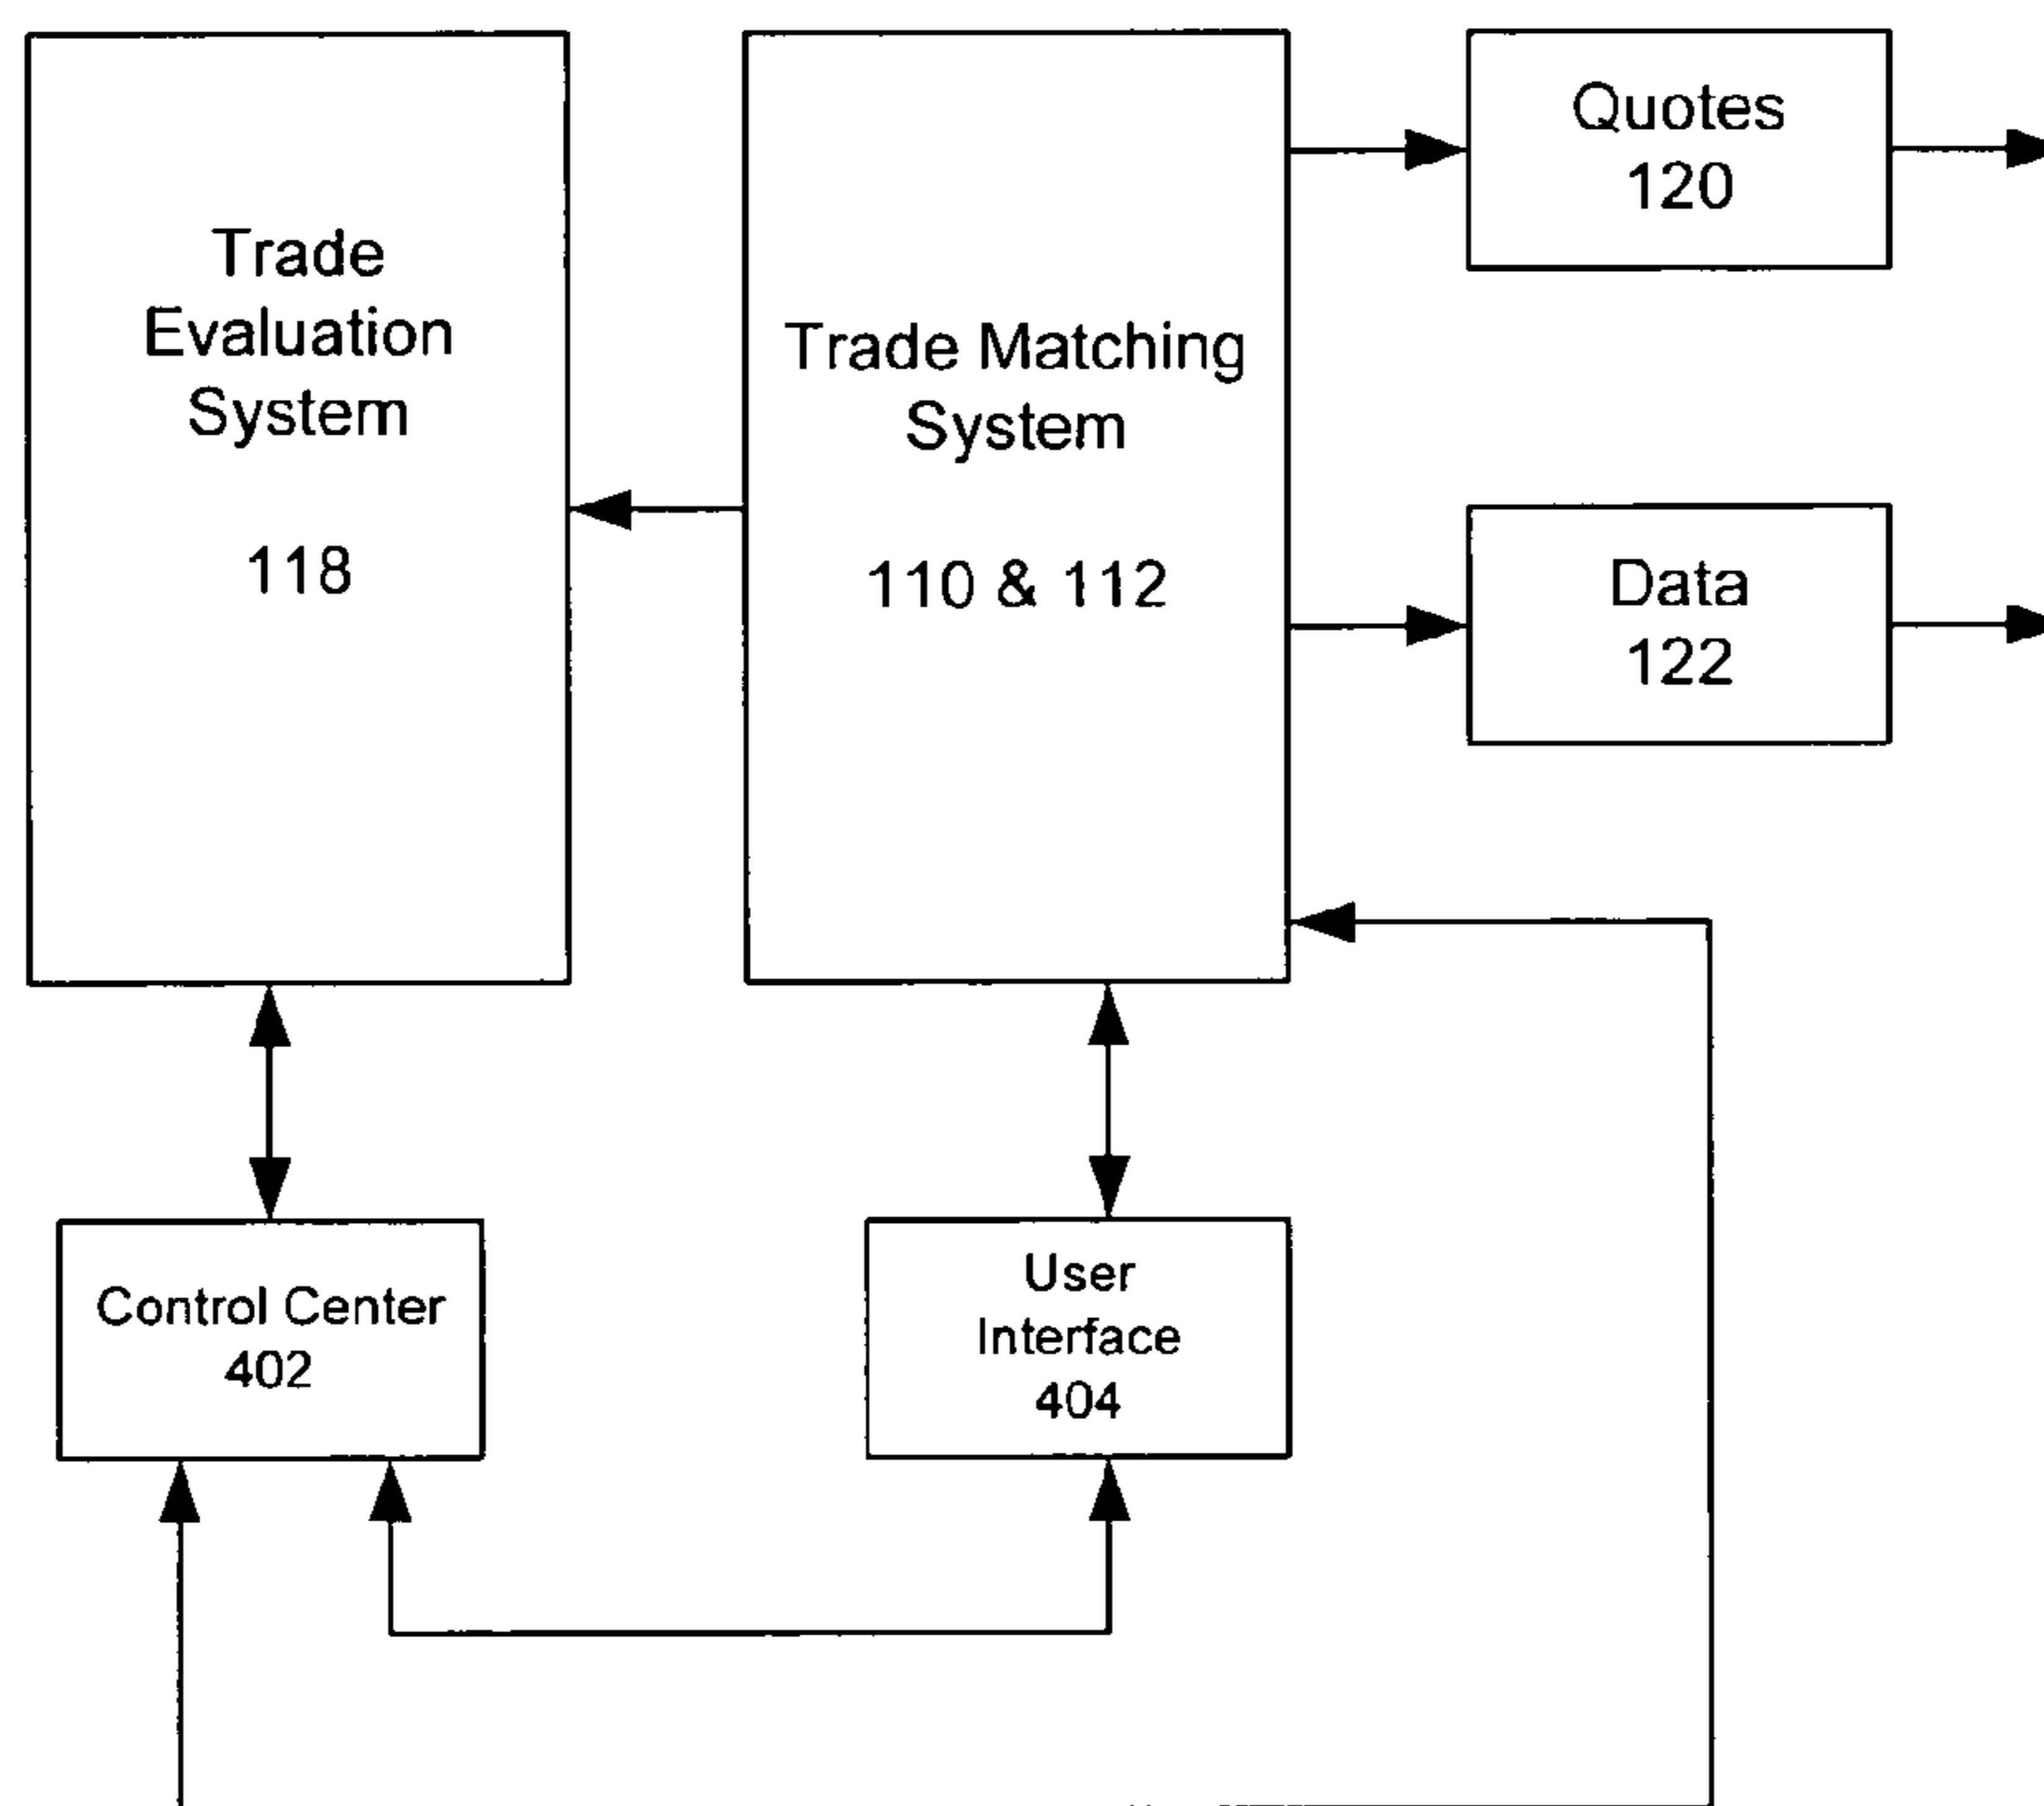 Trade
Evaluation
System
118
Trade Matching
System
110 & 112
Quotes
120
Data
122
Control Center
402
User
Interface
404